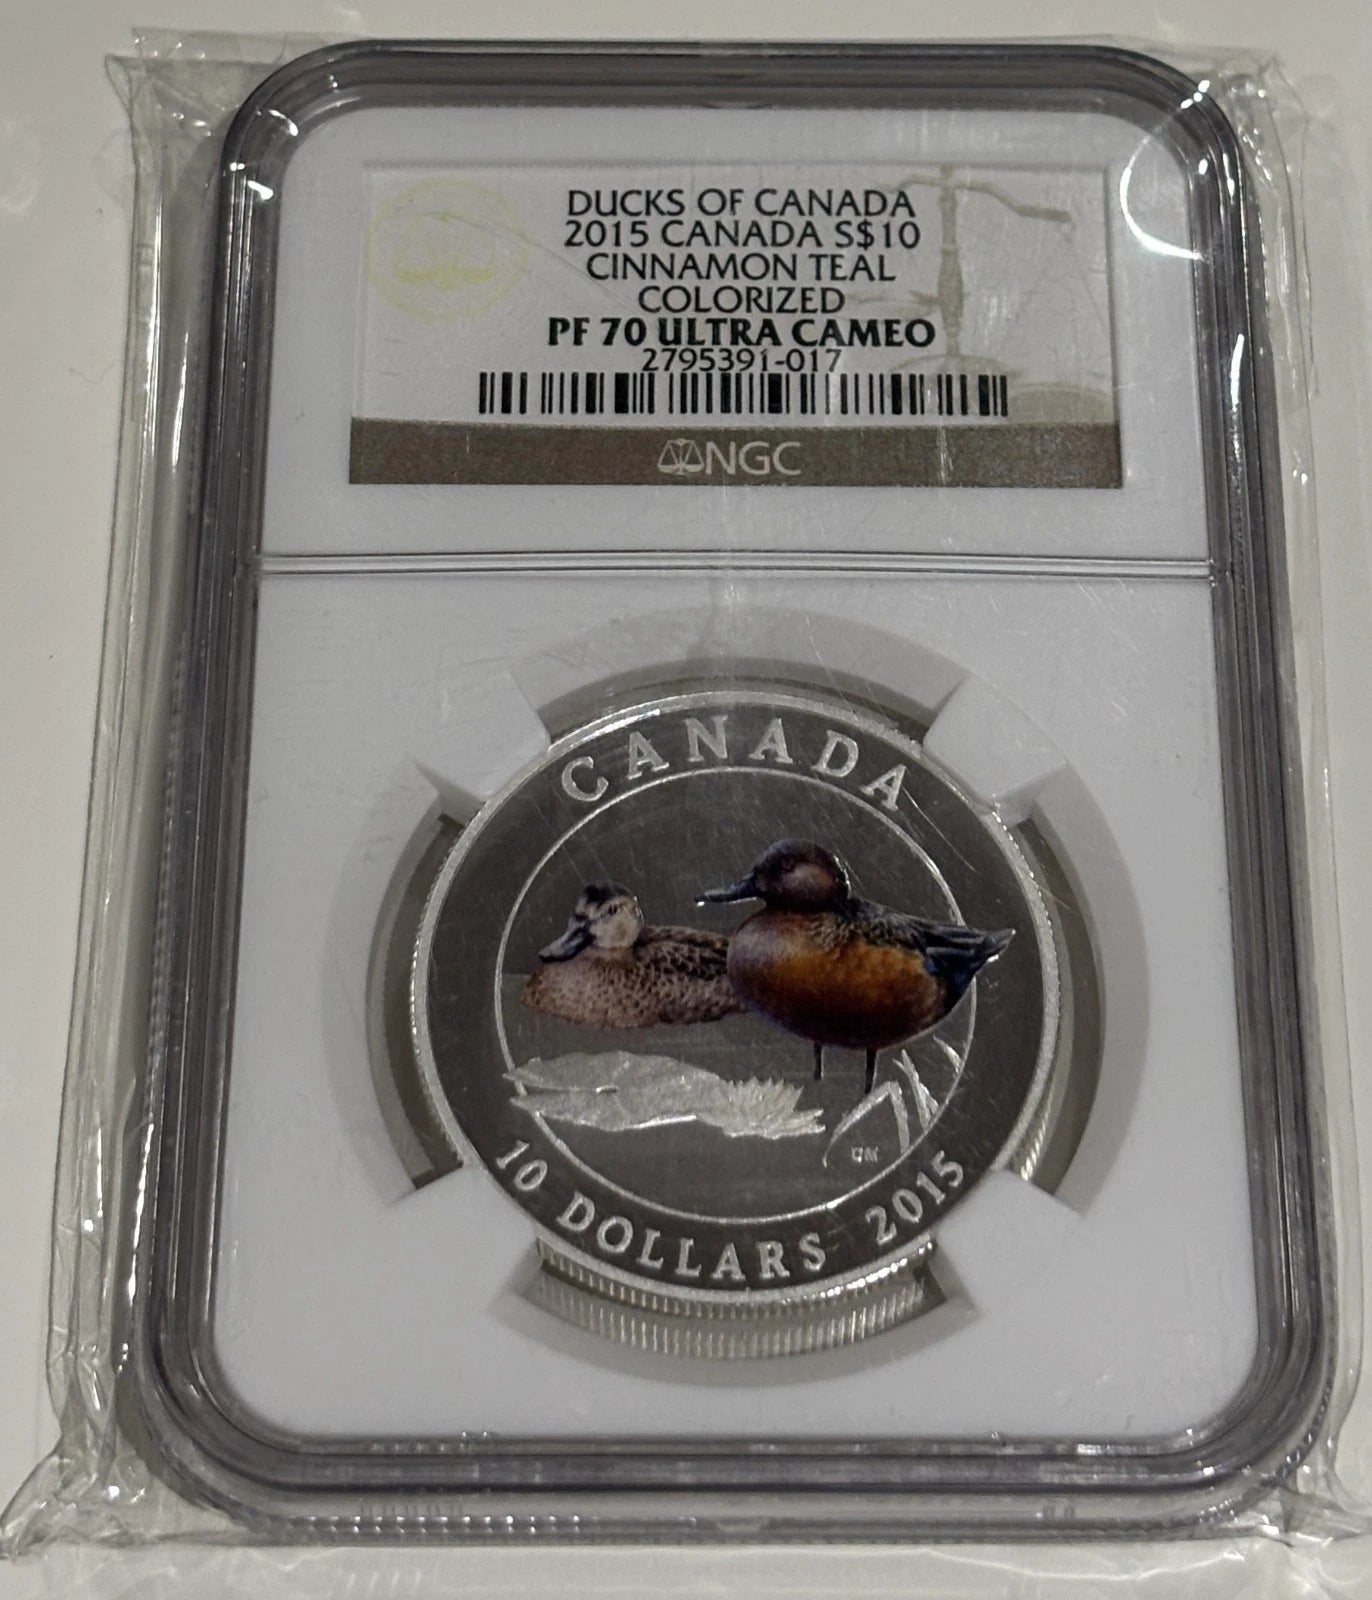 DUCKS OF CANADA
2015 CANADA S$10
CINNAMON TEAL
COLORIZED
PF 70 ULTRA CAMEO
2795391-017
NGC
CANADA
10 DOLLARS 2015